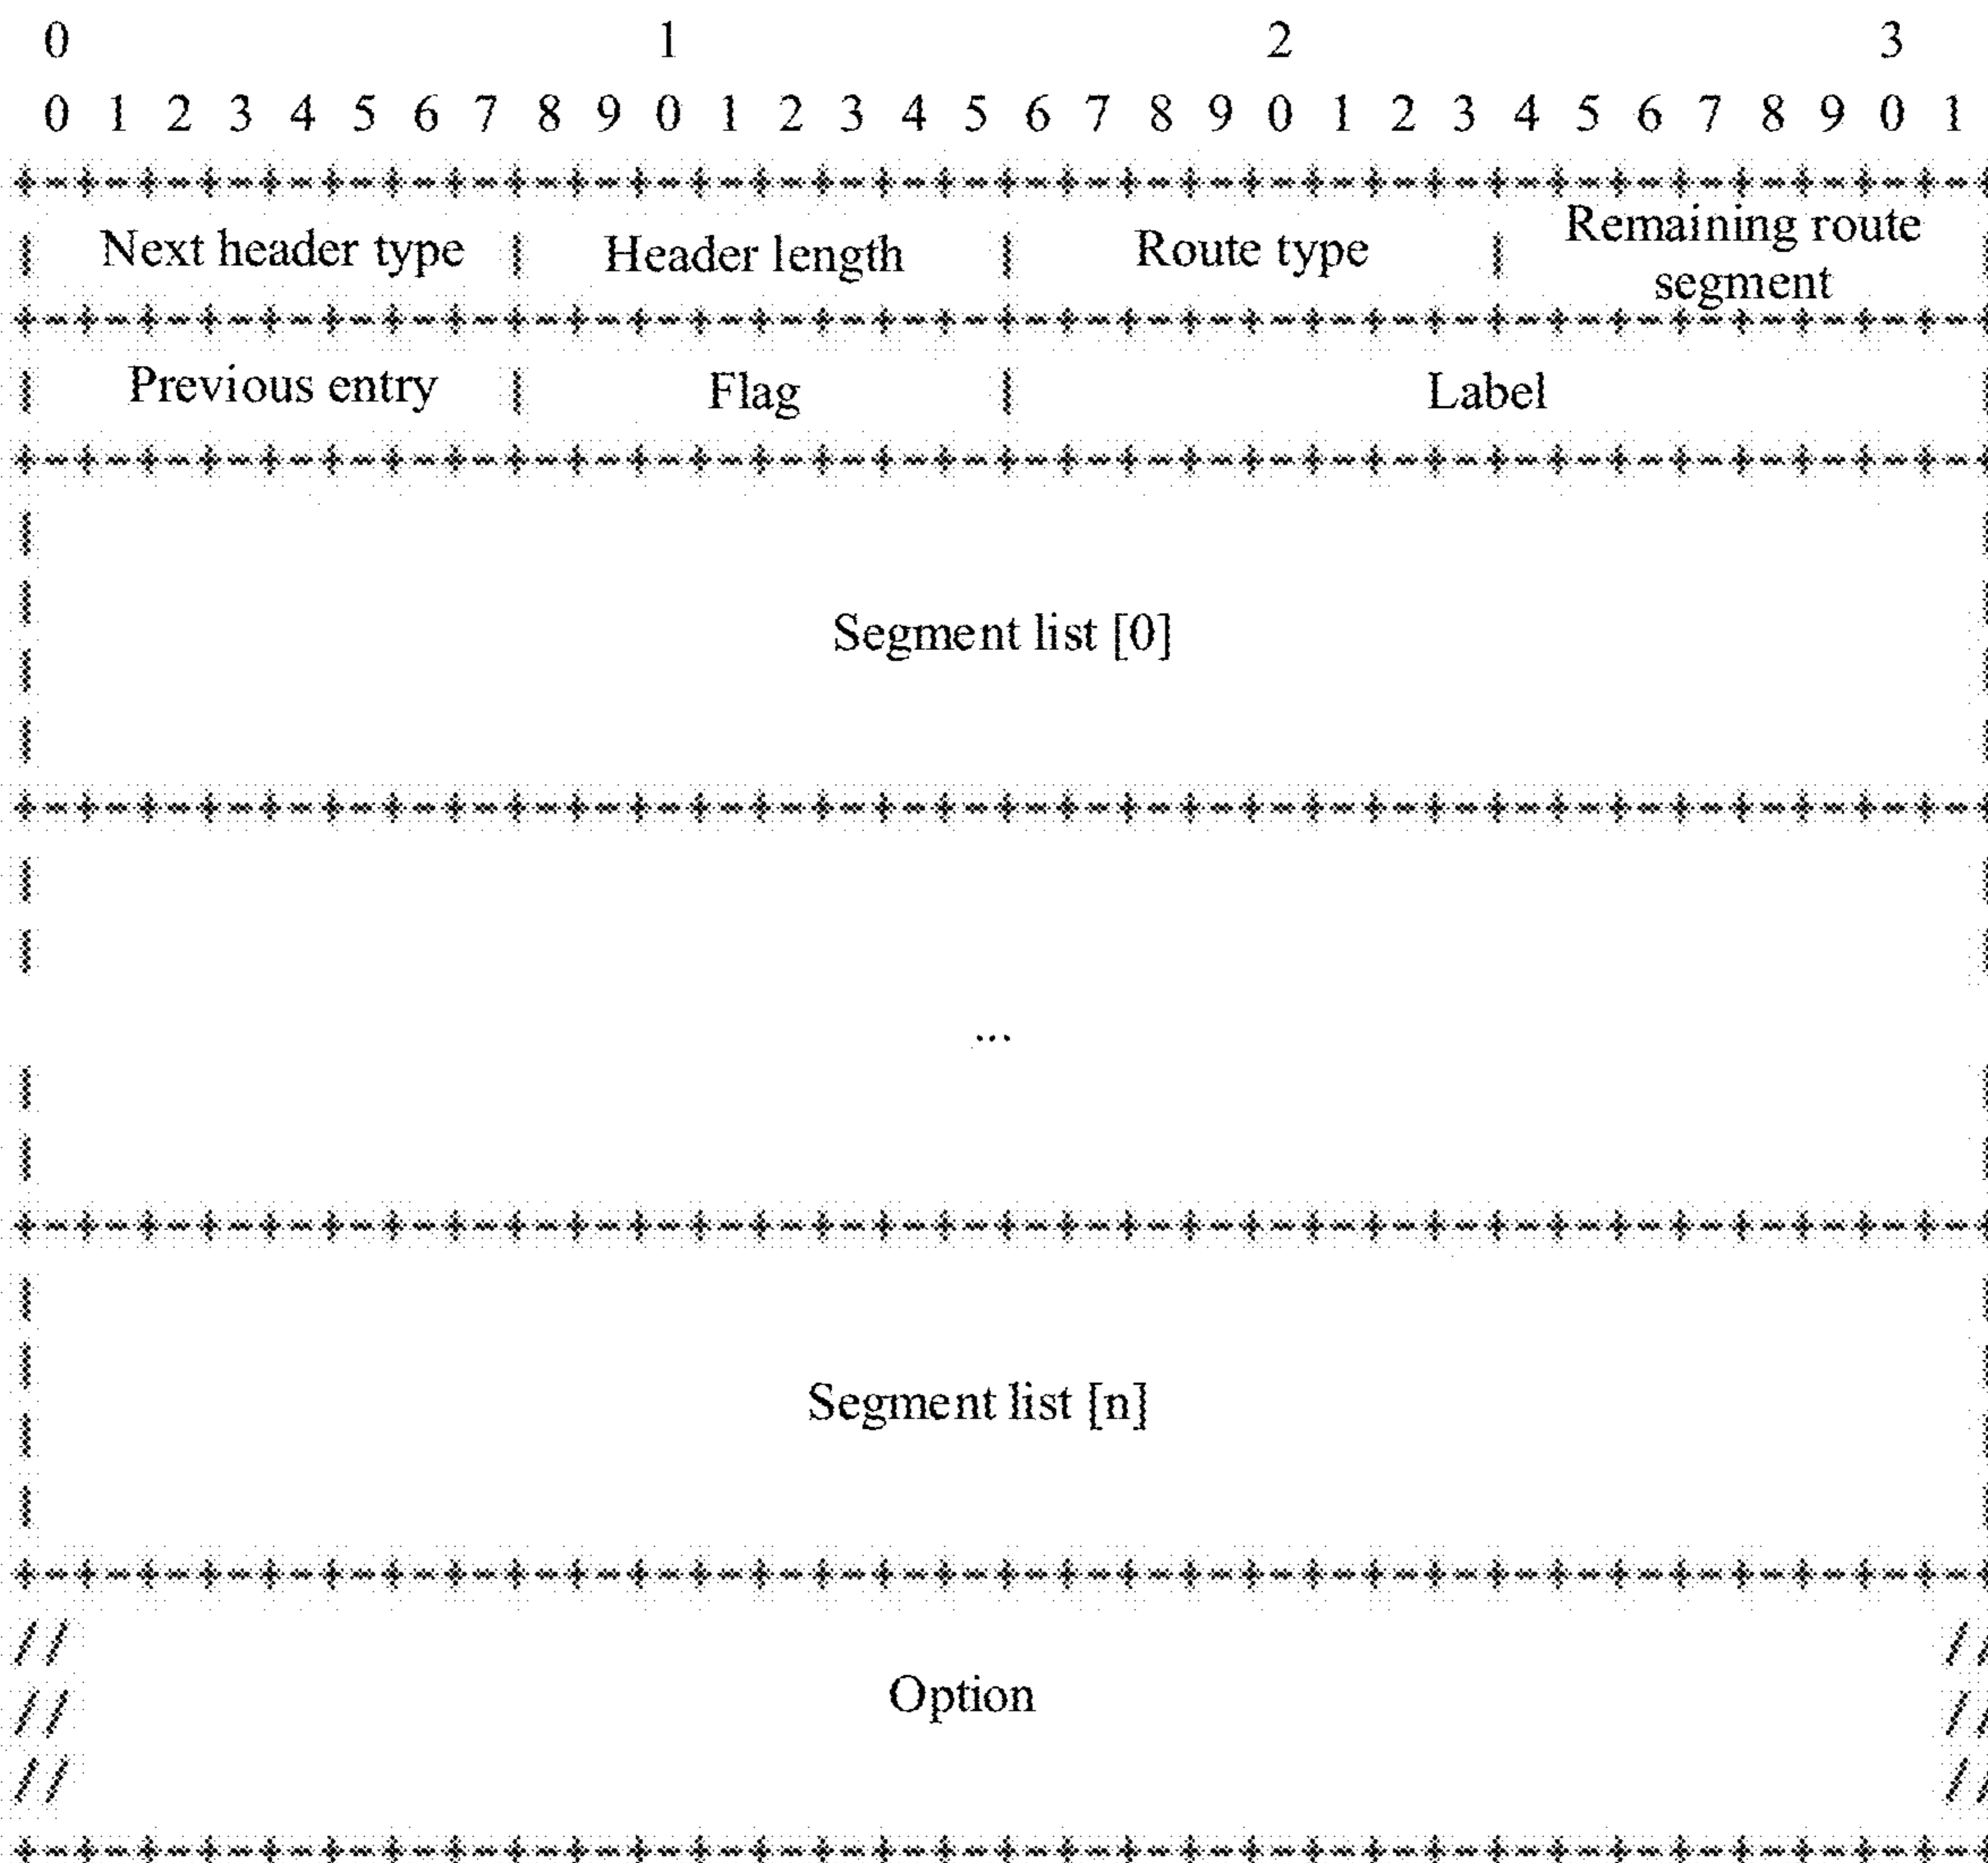 0 1 2 3
0 1 2 3 4 5 6 7 8 9 0 1 2 3 4 5 6 7 8 9 0 1 2 3 4 5 6 7 8 9 0 1
Next header type | Header length | Route type | Remaining route
segment
Previous entry | Flag | Label
Segment list [0]
...
Segment list [n]
// Option //
// //
// //